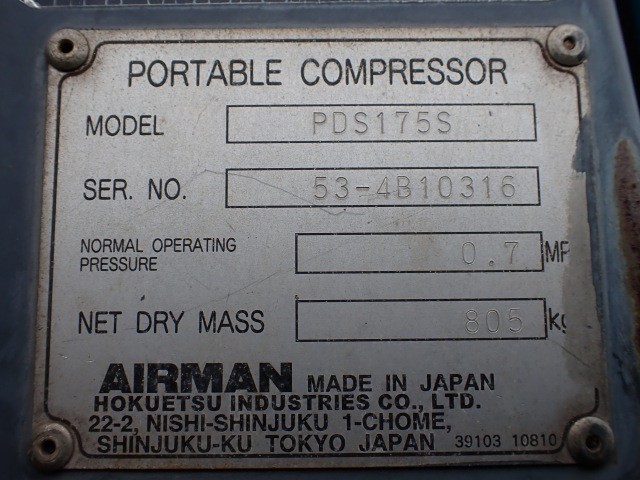 PORTABLE COMPRESSOR
MODEL PDS175S
SER. NO. 53-4B10316
NORMAL OPERATING
PRESSURE 0.7
NET DRY MASS 805 kg
AIRMAN MADE IN JAPAN
HOKUETSU INDUSTRIES CO., LTD.
22-2, NISHI-SHINJUKU 1-CHOME,
SHINJUKU-KU TOKYO JAPAN 39103 10810